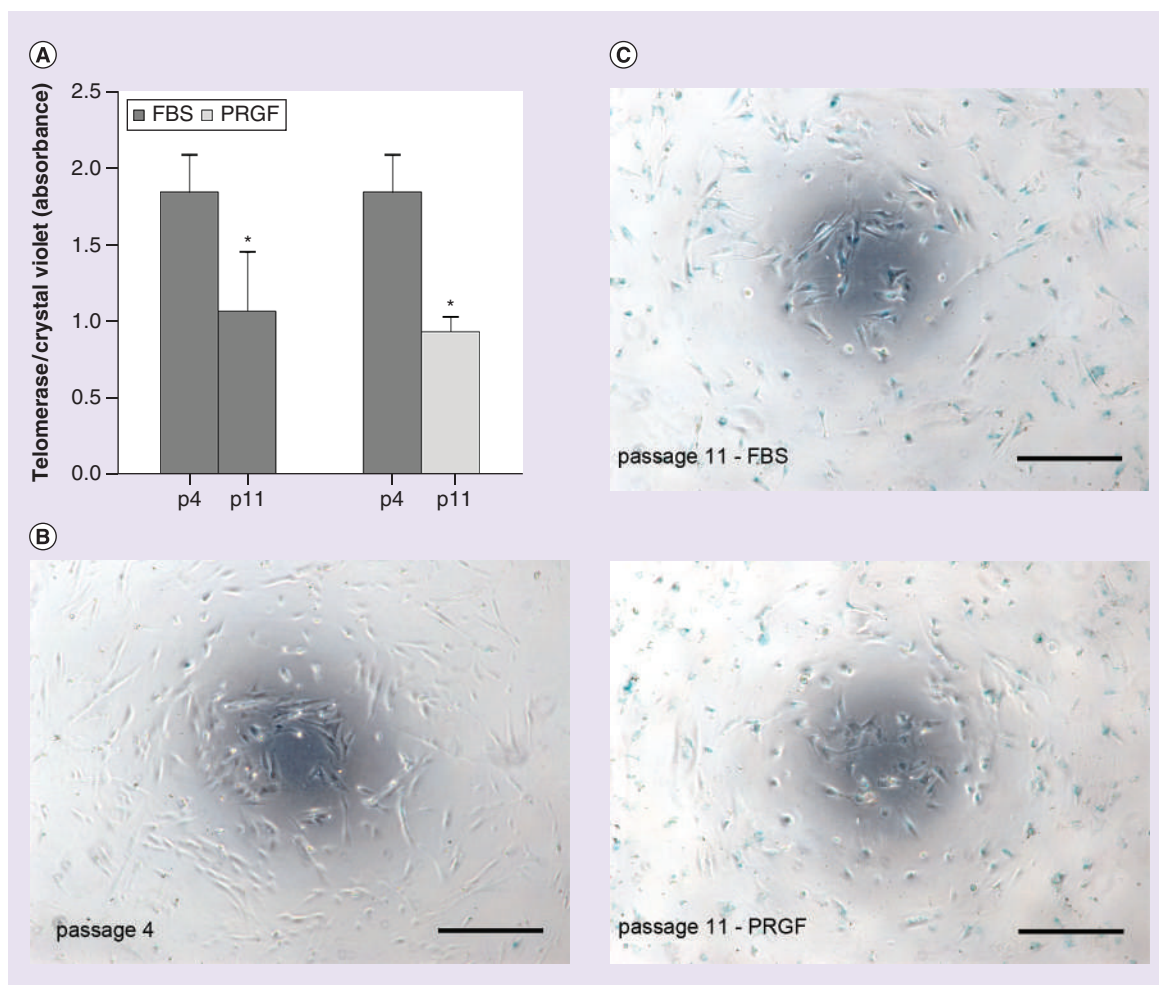 A
Telomerase/crystal violet (absorbance)
2.5
2.0
1.5
1.0
0.5
0.0
FBS PRGF
*
*
p4 p11 p4 p11
B
passage 4
C
passage 11 - FBS
passage 11 - PRGF